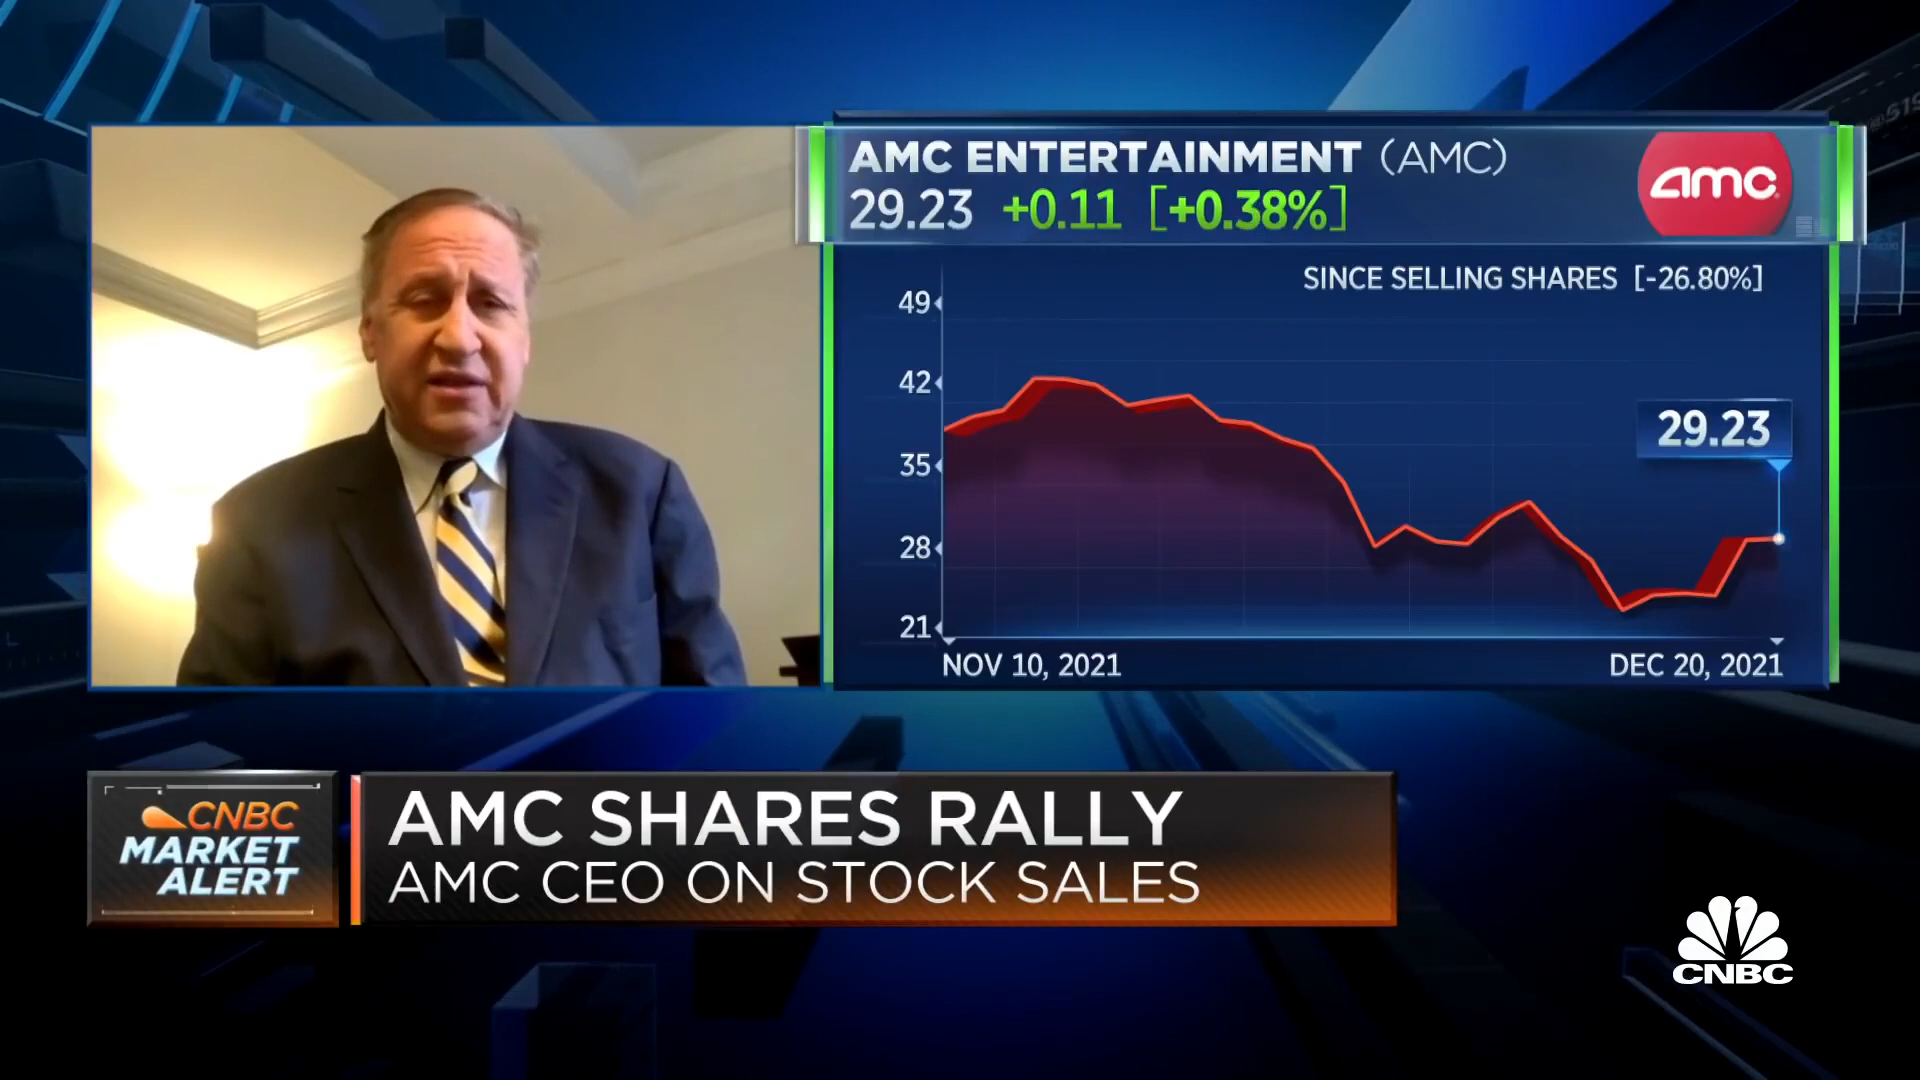 AMC ENTERTAINMENT (AMC)
29.23 +0.11 [+0.38%]
amc
SINCE SELLING SHARES [-26.80%]
49
42
35
28
21
29.23
NOV 10, 2021
DEC 20, 2021
CNBC
MARKET
ALERT
AMC SHARES RALLY
AMC CEO ON STOCK SALES
CNBC